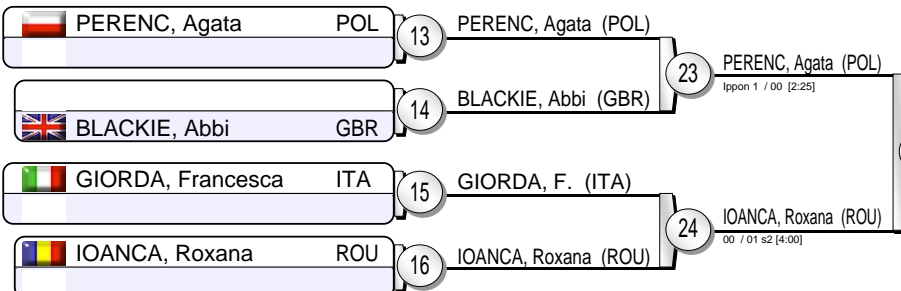 PERENC, Agata POL
13
PERENC, Agata (POL)
23
PERENC, Agata (POL)
Ippon 1 / 00 [2:25]
14
BLACKIE, Abbi (GBR)
BLACKIE, Abbi GBR
GIORDA, Francesca ITA
15
GIORDA, F. (ITA)
24
IOANCA, Roxana (ROU)
00 / 01 s2 [4:00]
IOANCA, Roxana ROU
16
IOANCA, Roxana (ROU)